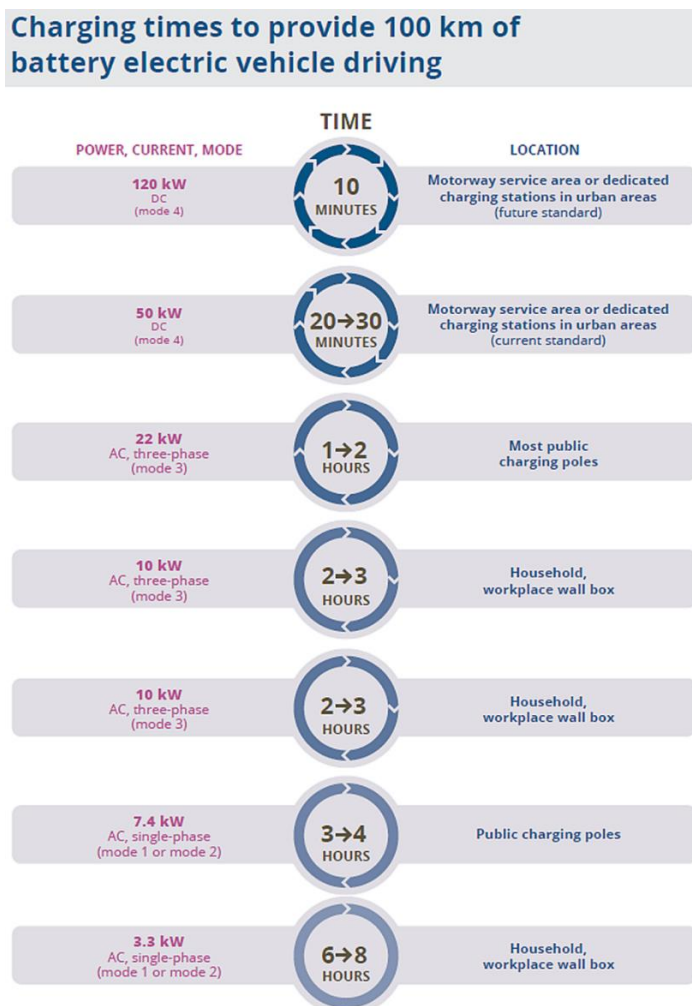 Charging times to provide 100 km of
battery electric vehicle driving
TIME
POWER, CURRENT, MODE
LOCATION
120 kW
DC
(mode 4)
10
MINUTES
Motorway service area or dedicated
charging stations in urban areas
(future standard)
50 kW
DC
(mode 4)
20→30
MINUTES
Motorway service area or dedicated
charging stations in urban areas
(current standard)
22 kW
AC, three-phase
(mode 3)
1→2
HOURS
Most public
charging poles
10 kW
AC, three-phase
(mode 3)
2→3
HOURS
Household,
workplace wall box
10 kW
AC, three-phase
(mode 3)
2→3
HOURS
Household,
workplace wall box
7.4 kW
AC, single-phase
(mode 1 or mode 2)
3→4
HOURS
Public charging poles
3.3 kW
AC, single-phase
(mode 1 or mode 2)
6→8
HOURS
Household,
workplace wall box